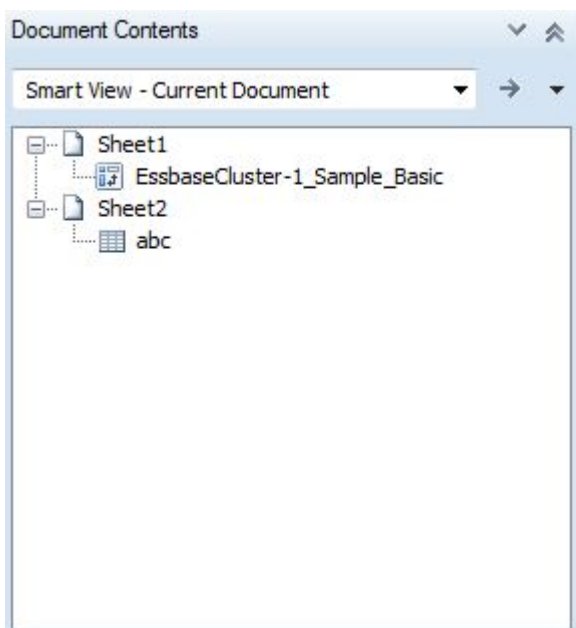 Document Contents
Smart View - Current Document
Sheet1
EssbaseCluster-1_Sample_Basic
Sheet2
abc